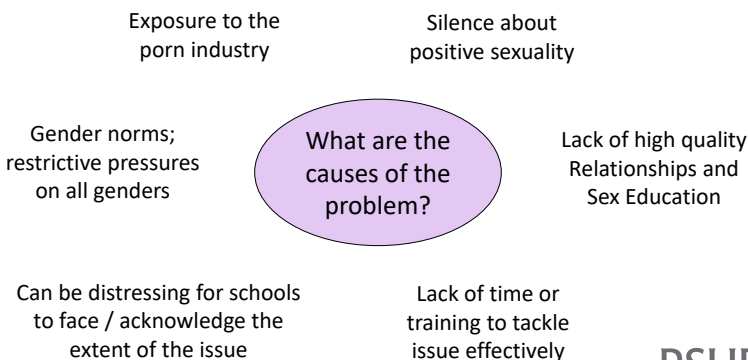 Exposure to the
porn industry
Silence about
positive sexuality
Gender norms;
restrictive pressures
on all genders
What are the
causes of the
problem?
Lack of high quality
Relationships and
Sex Education
Can be distressing for schools
to face / acknowledge the
extent of the issue
Lack of time or
training to tackle
issue effectively